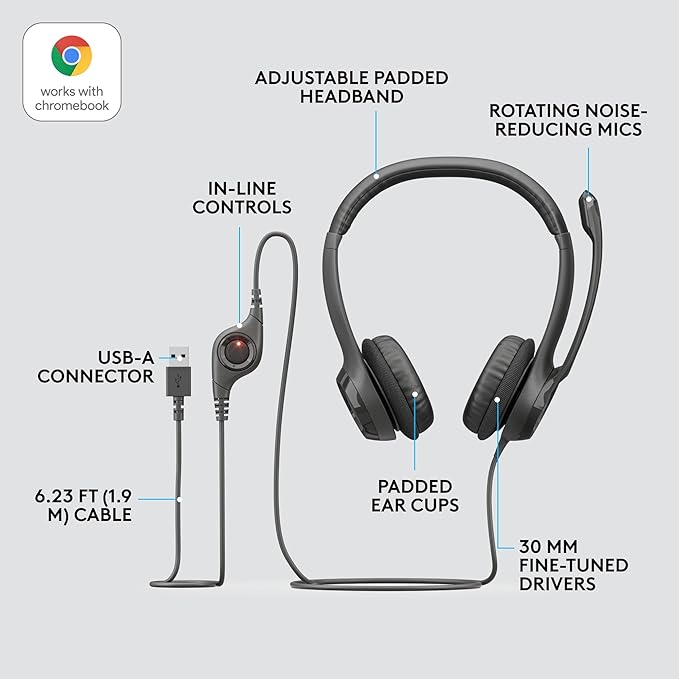 works with
chromebook
ADJUSTABLE PADDED
HEADBAND
ROTATING NOISE-
REDUCING MICS
IN-LINE
CONTROLS
USB-A
CONNECTOR
6.23 FT (1.9
M) CABLE
PADDED
EAR CUPS
30 MM
FINE-TUNED
DRIVERS